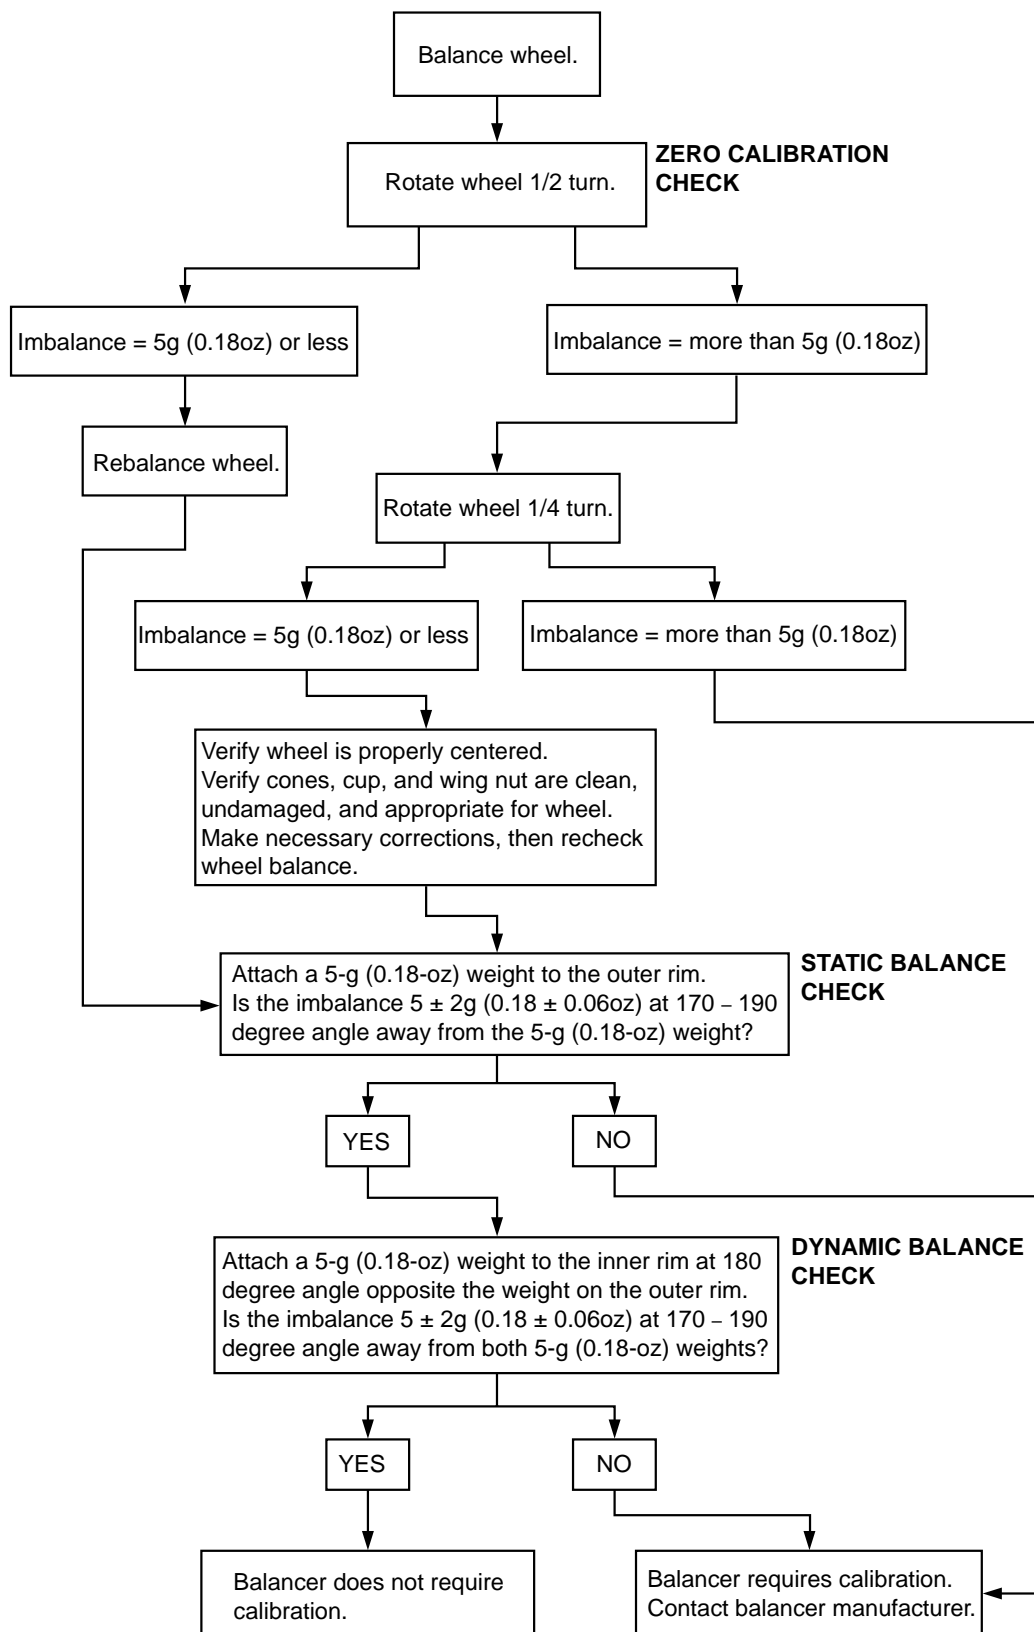 Balance wheel.
ZERO CALIBRATION
CHECK
Rotate wheel 1/2 turn.
Imbalance = 5g (0.18oz) or less
Imbalance = more than 5g (0.18oz)
Rebalance wheel.
Rotate wheel 1/4 turn.
Imbalance = 5g (0.18oz) or less
Imbalance = more than 5g (0.18oz)
Verify wheel is properly centered.
Verify cones, cup, and wing nut are clean,
undamaged, and appropriate for wheel.
Make necessary corrections, then recheck
wheel balance.
STATIC BALANCE
CHECK
Attach a 5-g (0.18-oz) weight to the outer rim.
Is the imbalance 5 ± 2g (0.18 ± 0.06oz) at 170 – 190
degree angle away from the 5-g (0.18-oz) weight?
YES
NO
DYNAMIC BALANCE
CHECK
Attach a 5-g (0.18-oz) weight to the inner rim at 180
degree angle opposite the weight on the outer rim.
Is the imbalance 5 ± 2g (0.18 ± 0.06oz) at 170 – 190
degree angle away from both 5-g (0.18-oz) weights?
YES
NO
Balancer does not require
calibration.
Balancer requires calibration.
Contact balancer manufacturer.